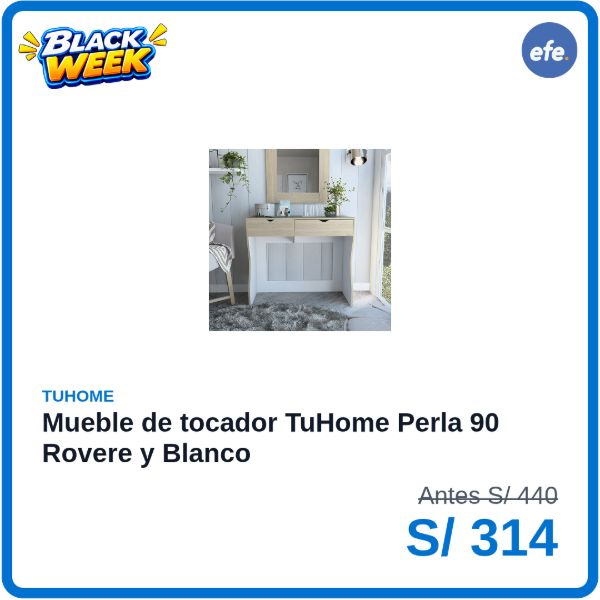 BLACK
WEEK
efe.
TUHOME
Mueble de tocador TuHome Perla 90
Rovere y Blanco
Antes S/ 440
S/ 314